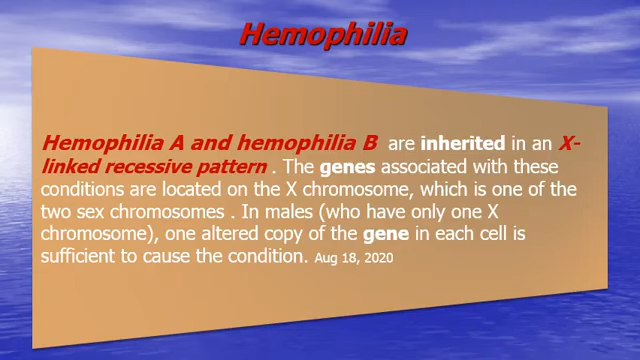 Hemophilia
Hemophilia A and hemophilia B are inherited in an X-
linked recessive pattern . The genes associated with these
conditions are located on the X chromosome, which is one of the
two sex chromosomes . In males (who have only one X
chromosome), one altered copy of the gene in each cell is
sufficient to cause the condition. Aug 18, 2020